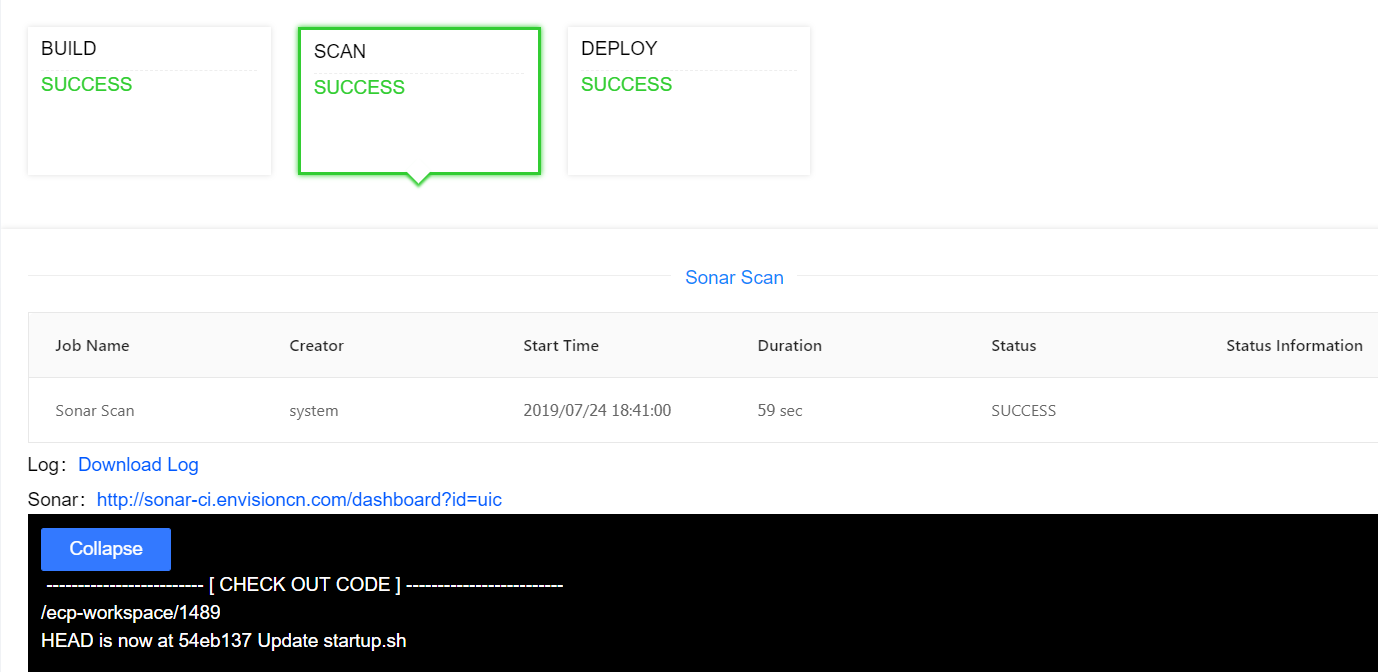 BUILD
SUCCESS
SCAN
SUCCESS
DEPLOY
SUCCESS
Sonar Scan
Job Name Creator Start Time Duration Status Status Information
Sonar Scan system 2019/07/24 18:41:00 59 sec SUCCESS
Log： Download Log
Sonar： http://sonar-ci.envisioncn.com/dashboard?id=uic
Collapse
------------------------- [ CHECK OUT CODE ] -------------------------
/ecp-workspace/1489
HEAD is now at 54eb137 Update startup.sh